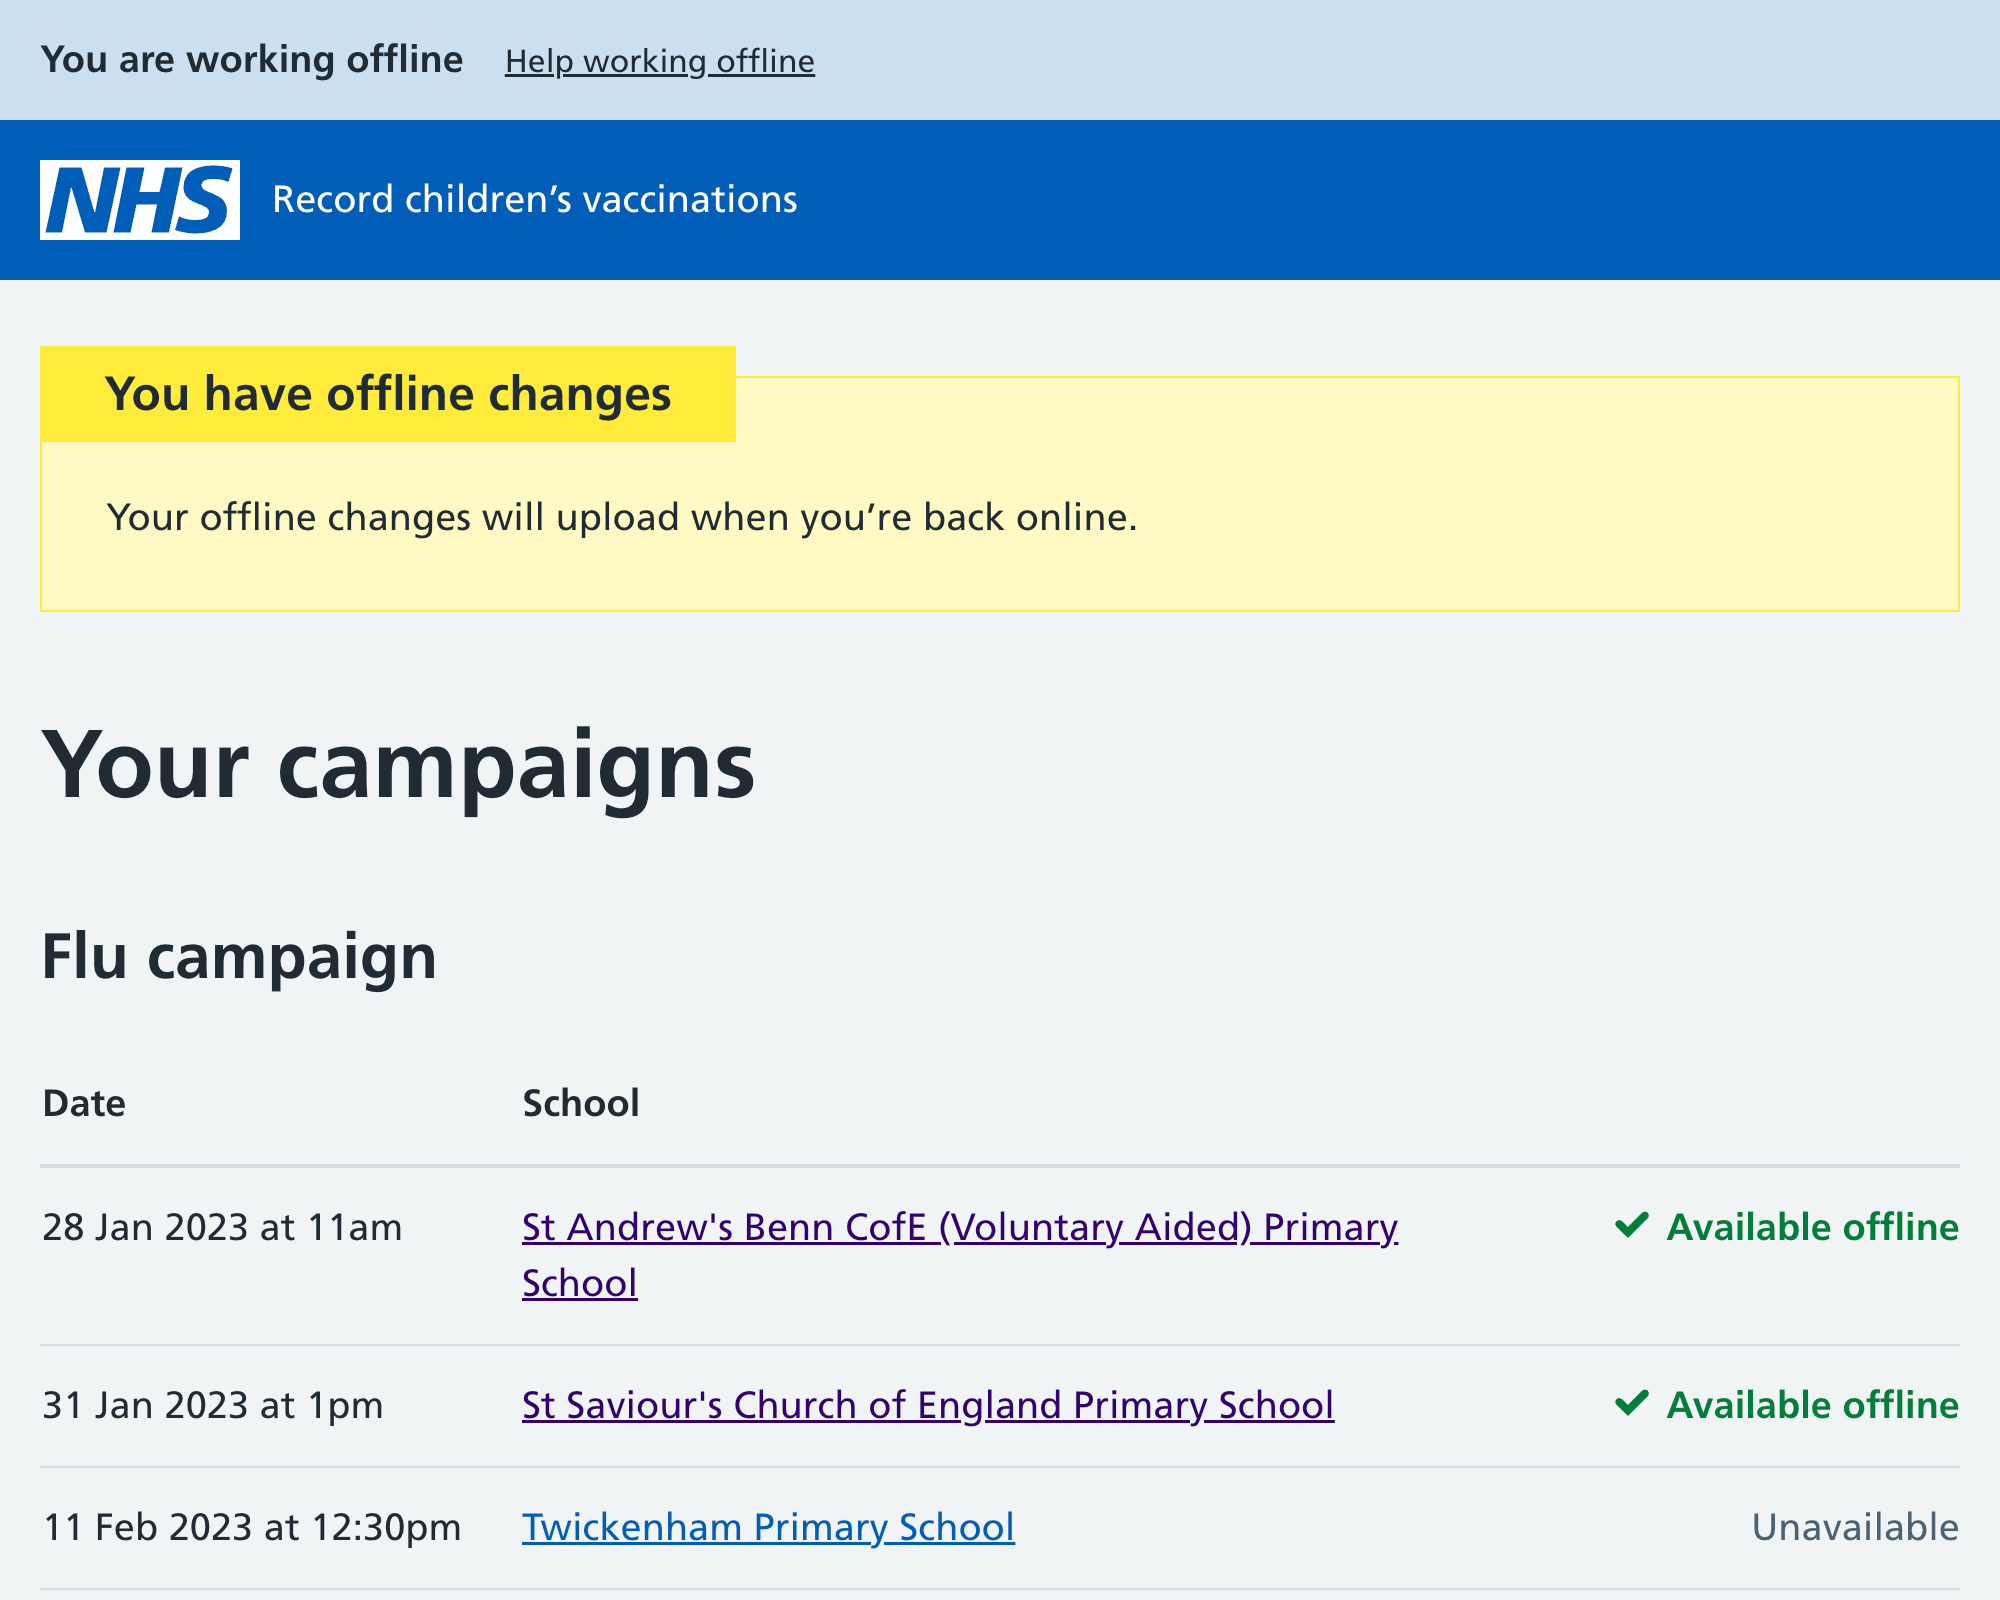 You are working offline Help working offline
NHS Record children’s vaccinations
You have offline changes
Your offline changes will upload when you’re back online.
Your campaigns
Flu campaign
Date School
28 Jan 2023 at 11am St Andrew's Benn CofE (Voluntary Aided) Primary Available offline
School
31 Jan 2023 at 1pm St Saviour's Church of England Primary School Available offline
11 Feb 2023 at 12:30pm Twickenham Primary School Unavailable